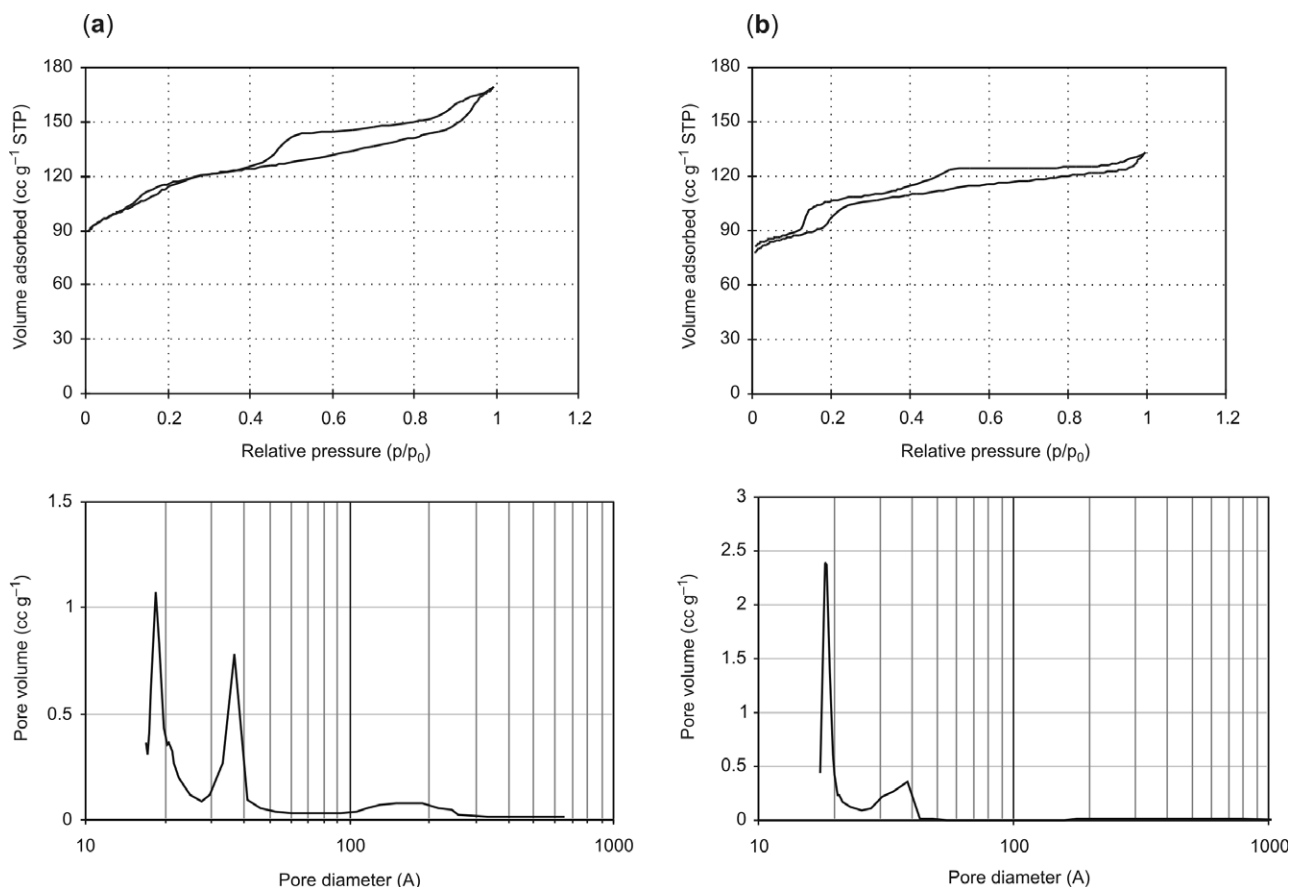 (a)
180
150
120
90
60
30
0
Volume adsorbed (cc g⁻¹ STP)
0 0.2 0.4 0.6 0.8 1 1.2
Relative pressure (p/p₀)
(b)
180
150
120
90
60
30
0
Volume adsorbed (cc g⁻¹ STP)
0 0.2 0.4 0.6 0.8 1 1.2
Relative pressure (p/p₀)
1.5
1
0.5
0
Pore volume (cc g⁻¹)
10 100 1000
Pore diameter (A)
3
2.5
2
1.5
1
0.5
0
Pore volume (cc g⁻¹)
10 100 1000
Pore diameter (A)